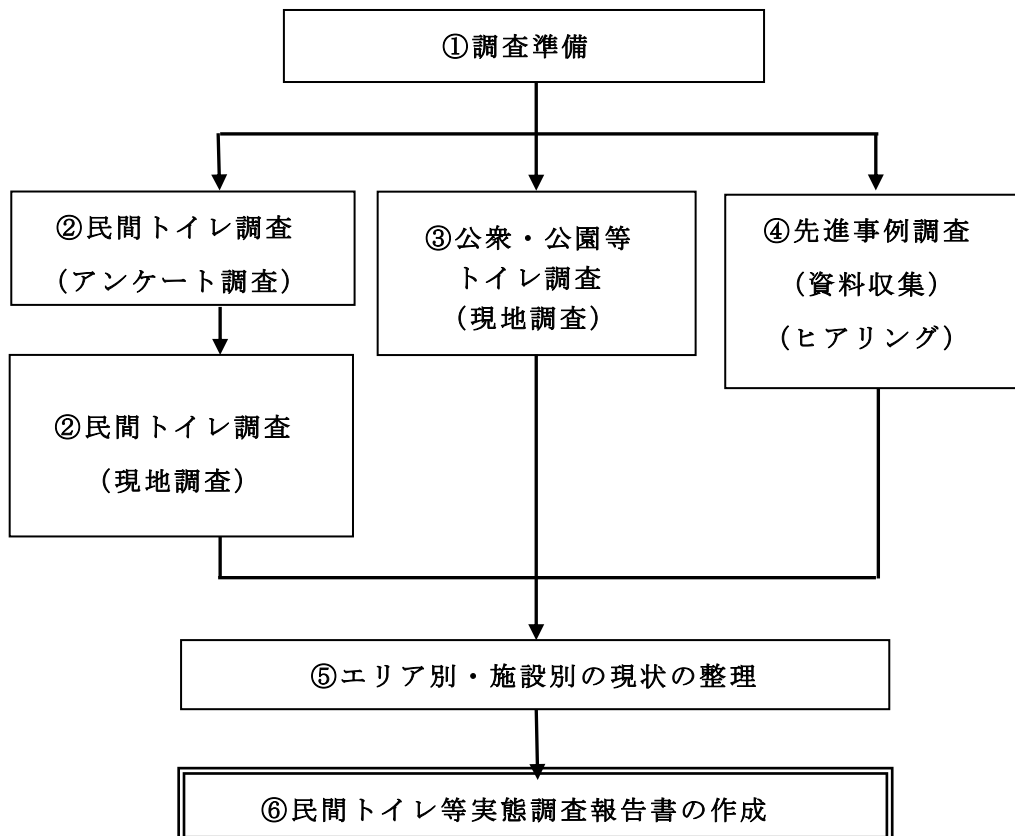 ①調査準備
②民間トイレ調査
（アンケート調査）
②民間トイレ調査
（現地調査）
③公衆・公園等
トイレ調査
（現地調査）
④先進事例調査
（資料収集）
（ヒアリング）
⑤エリア別・施設別の現状の整理
⑥民間トイレ等実態調査報告書の作成